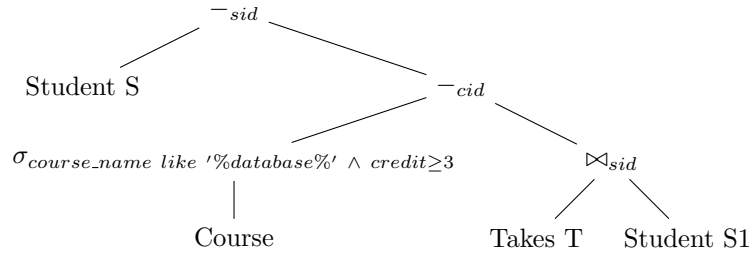 −sid
Student S
−cid
σcourse_name like '%database%' ∧ credit≥3
⋈sid
Course
Takes T
Student S1